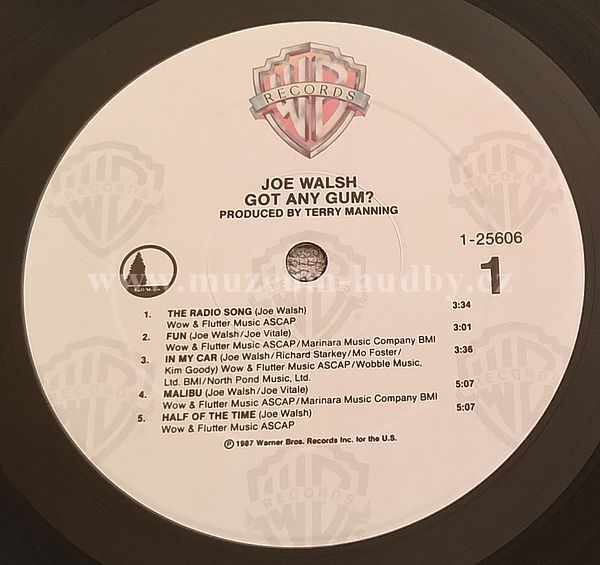 WB
RECORDS
JOE WALSH
GOT ANY GUM?
PRODUCED BY TERRY MANNING
1-25606
1
www.muzeum-hudby.cz
1. THE RADIO SONG (Joe Walsh) 3:34
Wow & Flutter Music ASCAP
2. FUN (Joe Walsh/Joe Vitale) 3:01
Wow & Flutter Music ASCAP/Marinara Music Company BMI
3. IN MY CAR (Joe Walsh/Richard Starkey/Mo Foster/ 3:36
Kim Goody) Wow & Flutter Music ASCAP/Wobble Music,
Ltd. BMI/North Pond Music, Ltd.
4. MALIBU (Joe Walsh/Joe Vitale) 5:07
Wow & Flutter Music ASCAP/Marinara Music Company BMI
5. HALF OF THE TIME (Joe Walsh) 5:07
Wow & Flutter Music ASCAP
℗ 1987 Warner Bros. Records Inc. for the U.S.